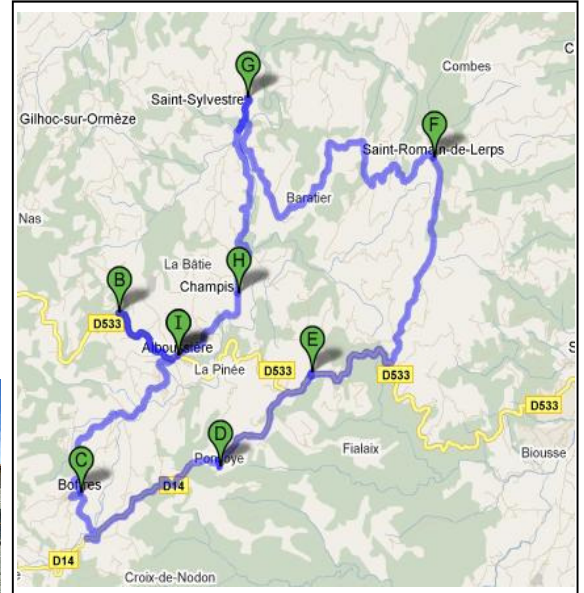 G
Combes
C
Saint-Sylvestre
Gilhoc-sur-Ormèze
F
Saint-Romain-de-Lerps
Baratier
Nas
La Bâtie
H
B
Champis
I
D533
Alboussière
E
S
La Pinée
D533
D533
D
D533
C
Fialaix
Biousse
Boffres
D14
D14
Croix-de-Nodon